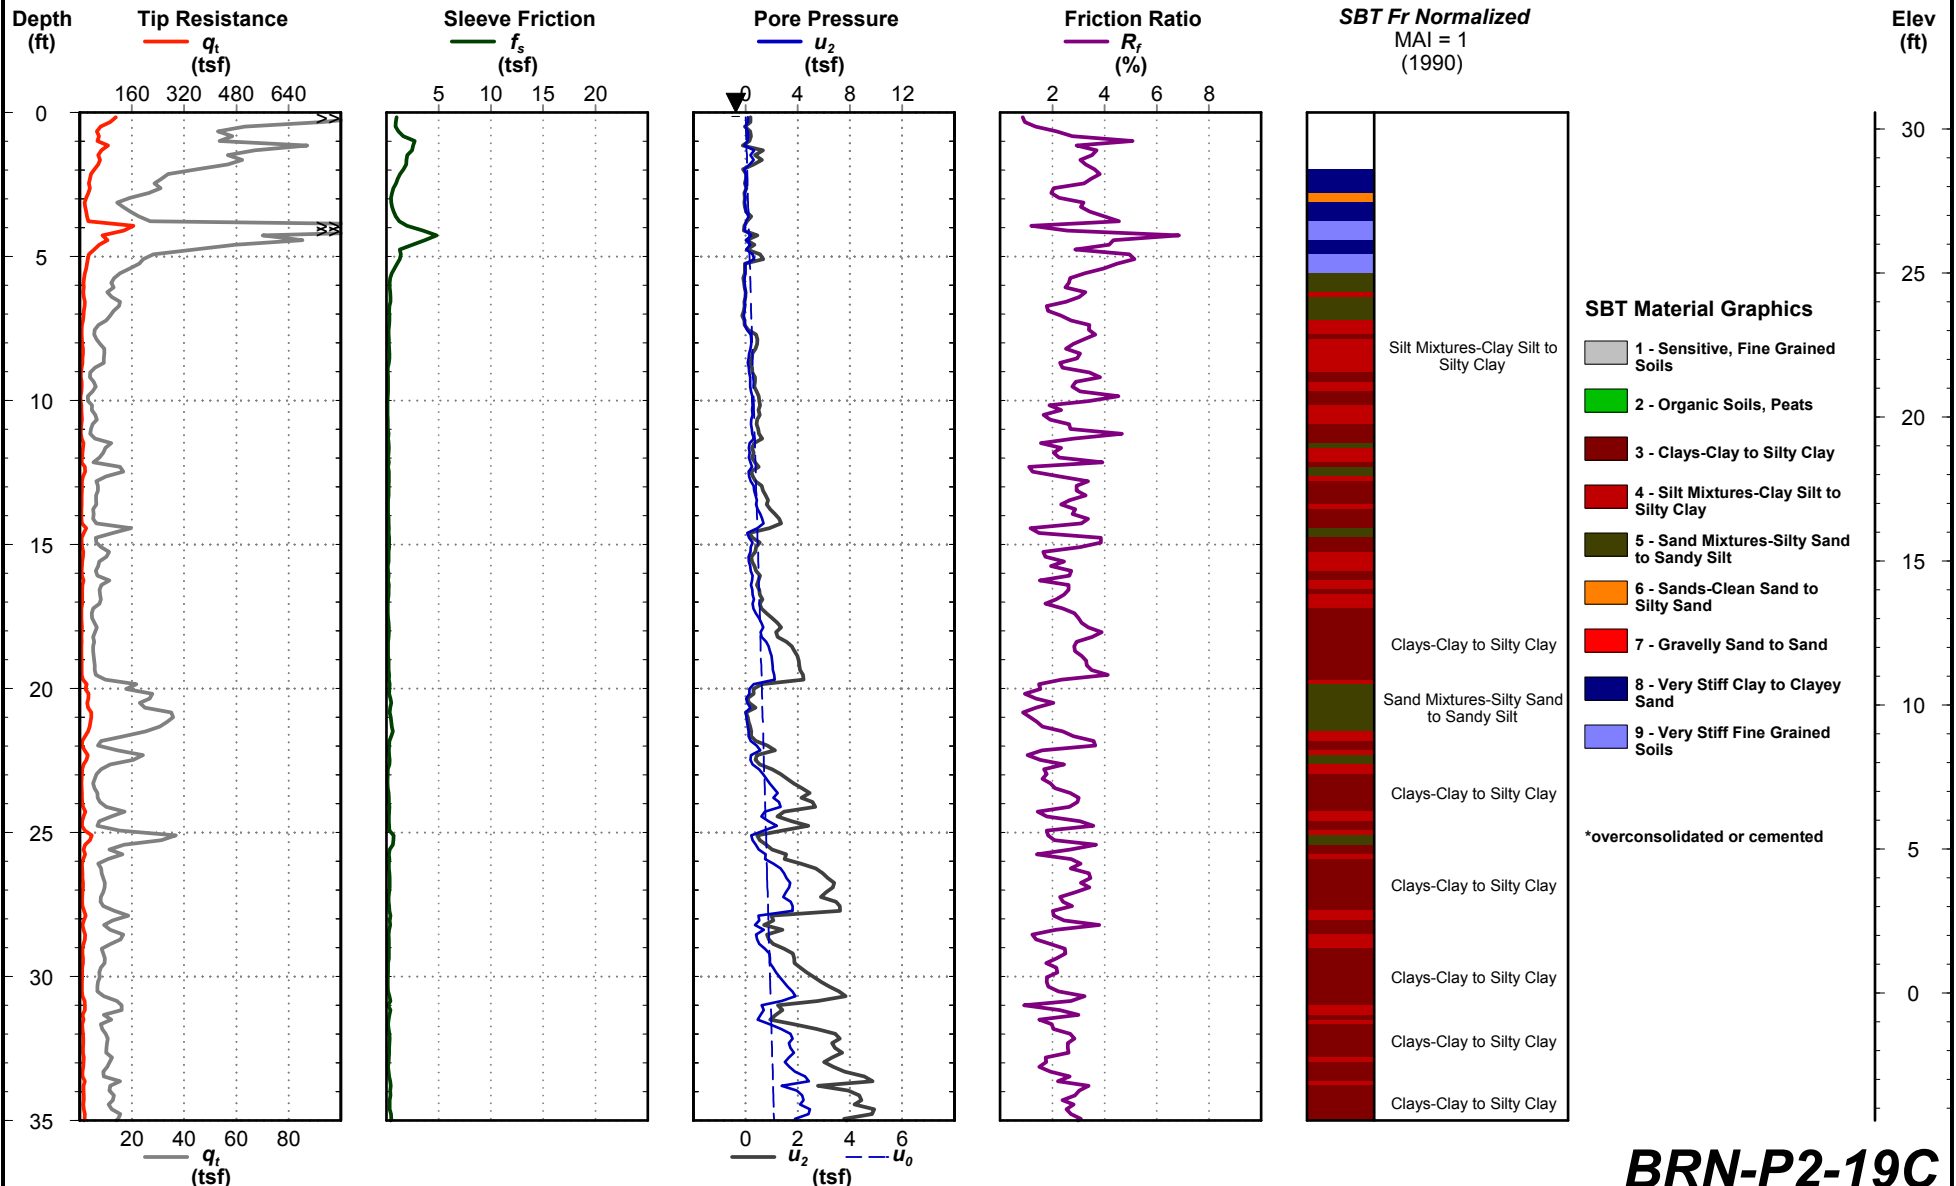 Depth
(ft)
Tip Resistance
qt
(tsf)
160 320 480 640
Sleeve Friction
fs
(tsf)
5 10 15 20
Pore Pressure
u2
(tsf)
0 4 8 12
Friction Ratio
Rf
(%)
2 4 6 8
SBT Fr Normalized
MAI = 1
(1990)
Elev
(ft)
0
5
10
15
20
25
30
35
>>
>>
Silt Mixtures-Clay Silt to
Silty Clay
Clays-Clay to Silty Clay
Sand Mixtures-Silty Sand
to Sandy Silt
Clays-Clay to Silty Clay
Clays-Clay to Silty Clay
Clays-Clay to Silty Clay
Clays-Clay to Silty Clay
Clays-Clay to Silty Clay
SBT Material Graphics
1 - Sensitive, Fine Grained
Soils
2 - Organic Soils, Peats
3 - Clays-Clay to Silty Clay
4 - Silt Mixtures-Clay Silt to
Silty Clay
5 - Sand Mixtures-Silty Sand
to Sandy Silt
6 - Sands-Clean Sand to
Silty Sand
7 - Gravelly Sand to Sand
8 - Very Stiff Clay to Clayey
Sand
9 - Very Stiff Fine Grained
Soils
*overconsolidated or cemented
30
25
20
15
10
5
0
20 40 60 80
qt
(tsf)
0 2 4 6
u2 u0
(tsf)
BRN-P2-19C